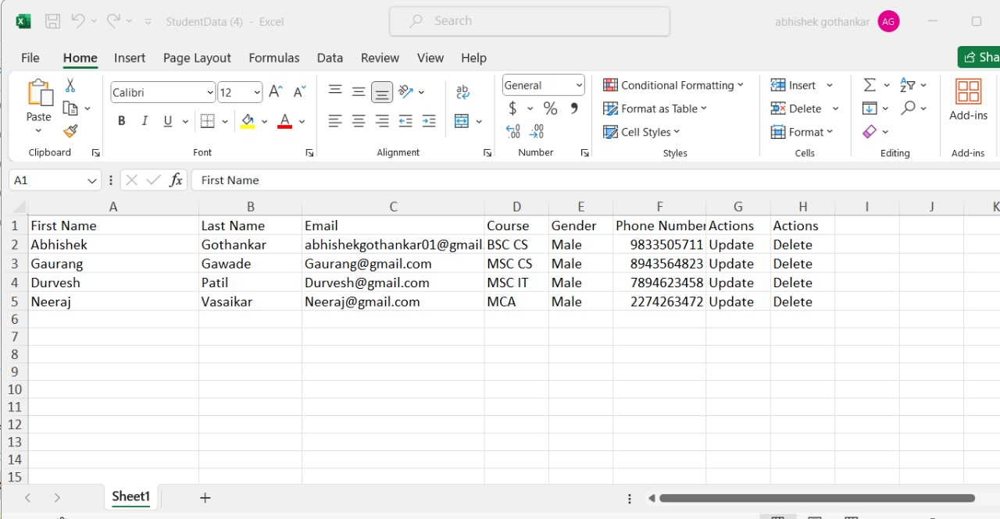 StudentData (4) - Excel
Search
abhishek gothankar AG
File Home Insert Page Layout Formulas Data Review View Help
Sha
Paste
Calibri 12
B I U A
ab
General
$ % ,
Conditional Formatting
Format as Table
Cell Styles
Insert
Delete
Format
Add-ins
Clipboard Font Alignment Number Styles Cells Editing Add-ins
A1 fx First Name
A B C D E F G H I J K
1 First Name Last Name Email Course Gender Phone Number Actions Actions
2 Abhishek Gothankar abhishekgothankar01@gmail. BSC CS Male 9833505711 Update Delete
3 Gaurang Gawade Gaurang@gmail.com MSC CS Male 8943564823 Update Delete
4 Durvesh Patil Durvesh@gmail.com MSC IT Male 7894623458 Update Delete
5 Neeraj Vasaikar Neeraj@gmail.com MCA Male 2274263472 Update Delete
6
7
8
9
10
11
12
13
14
15
Sheet1